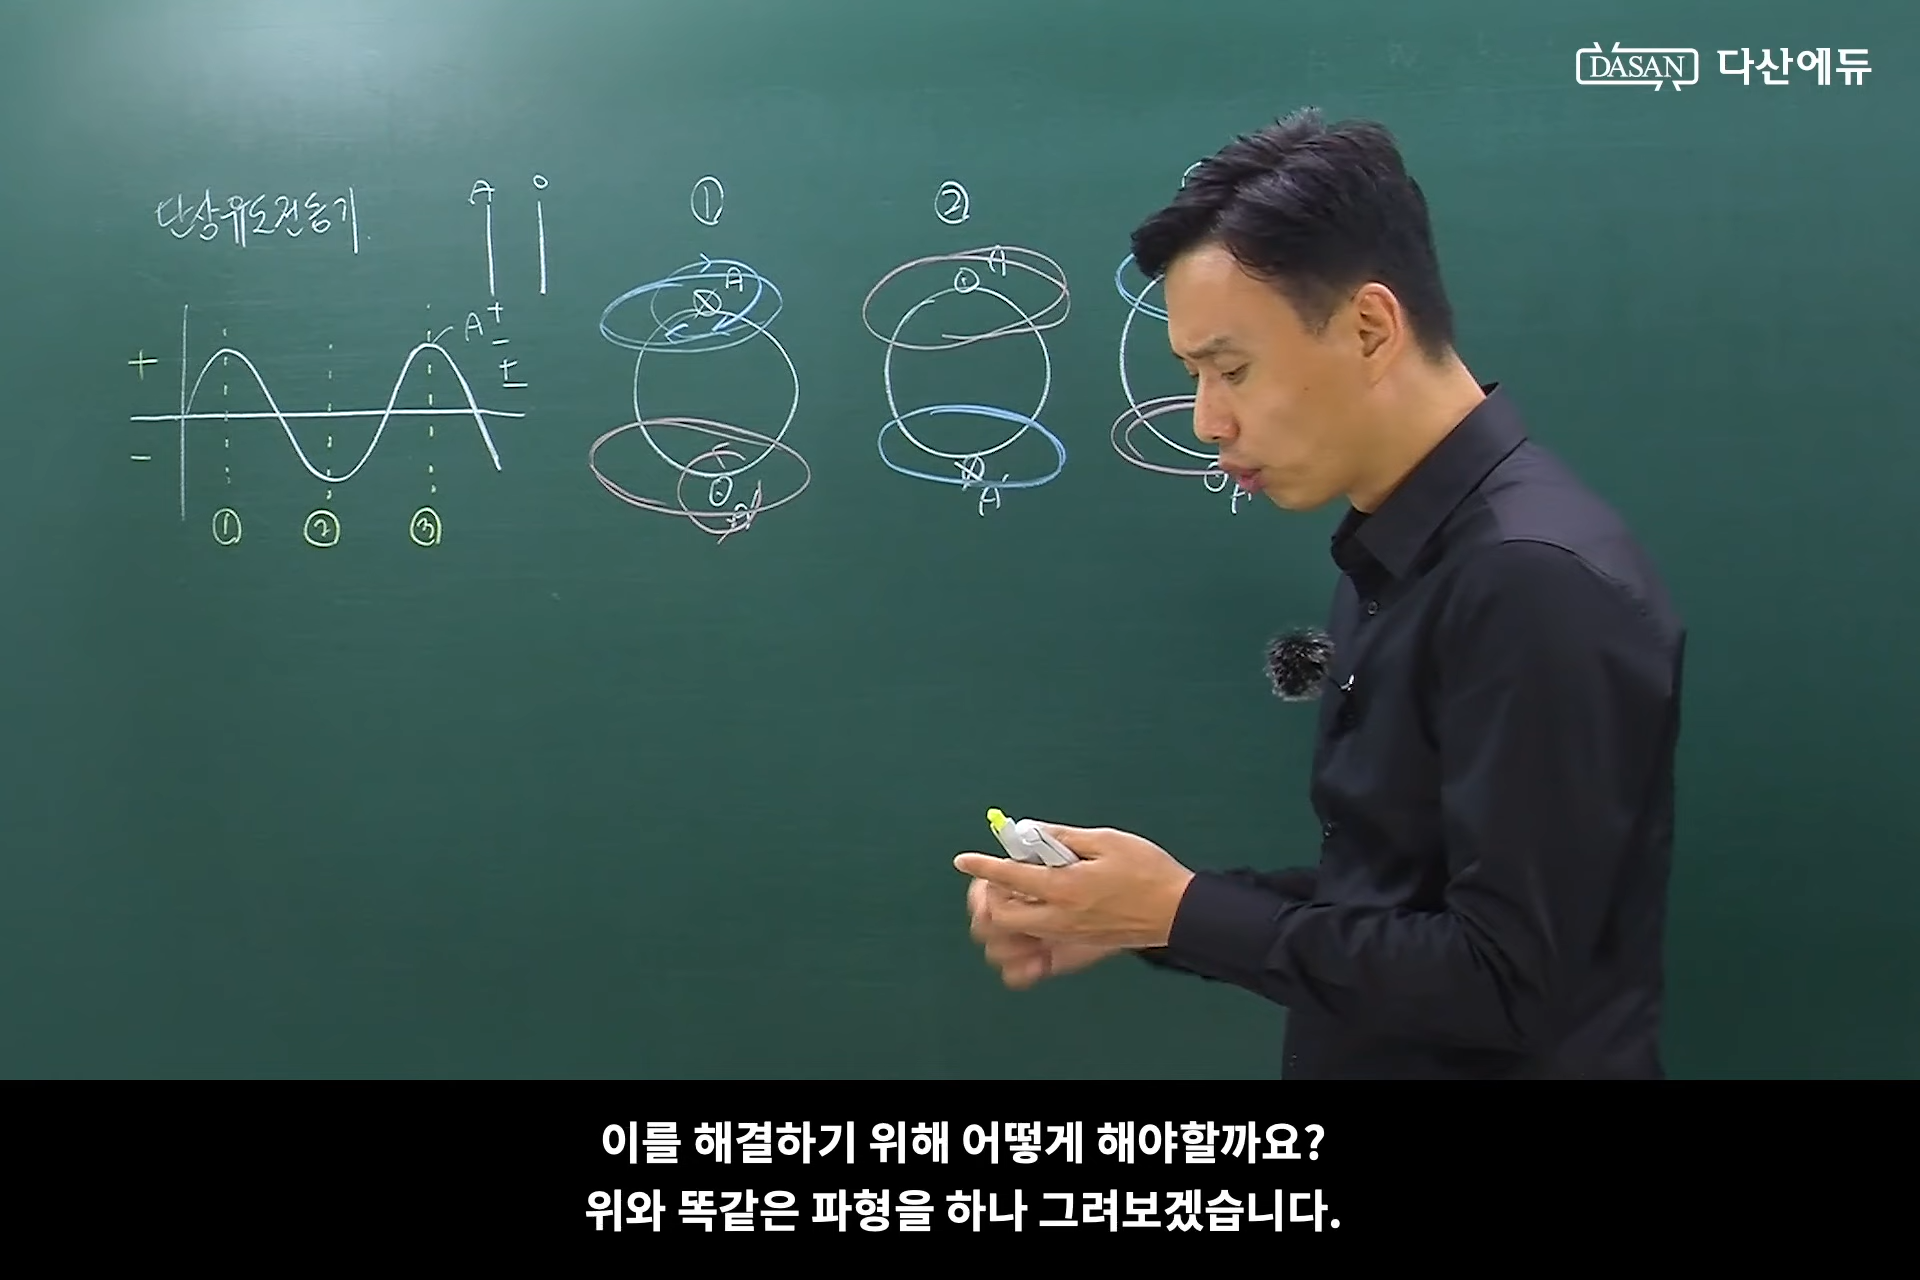 DASAN 다산에듀
단상유도전동기
A O
① ②
A
A
A
+
-
+
±
-
① ② ③
A'
A'
A'
이를 해결하기 위해 어떻게 해야할까요?
위와 똑같은 파형을 하나 그려보겠습니다.